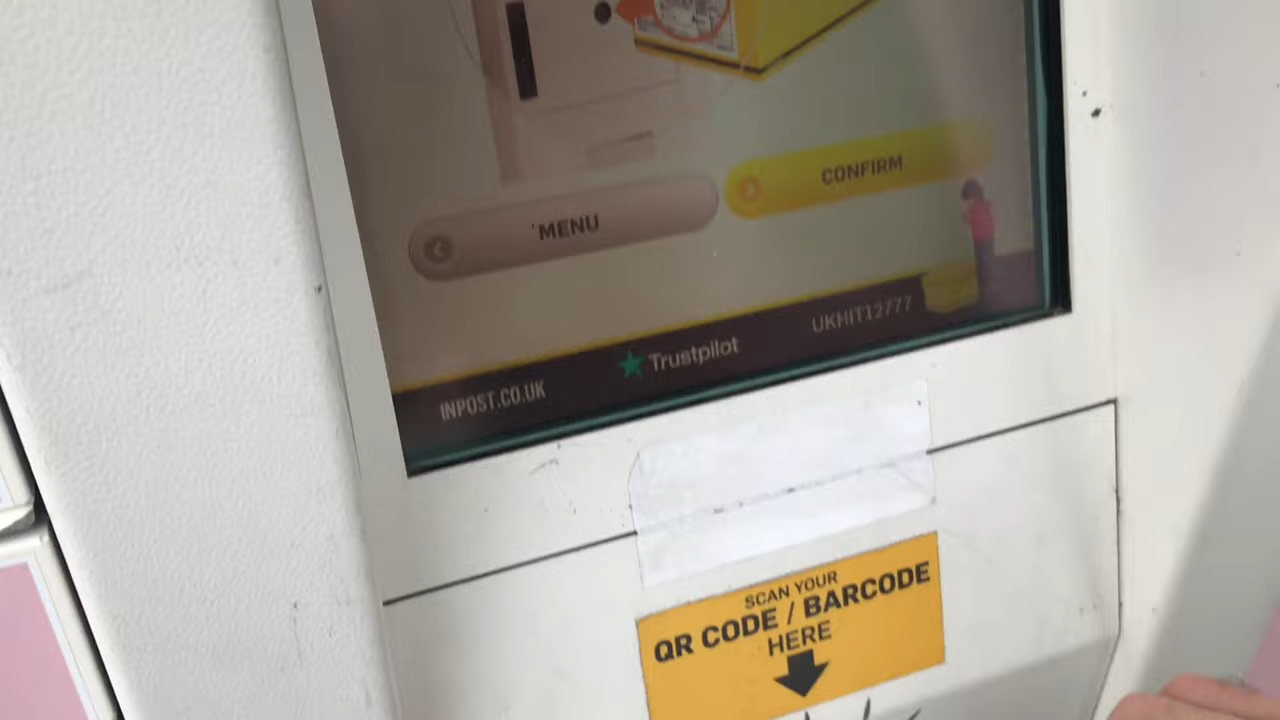 CONFIRM
MENU
UKHIT12777
Trustpilot
INPOST.CO.UK
SCAN YOUR
QR CODE / BARCODE
HERE